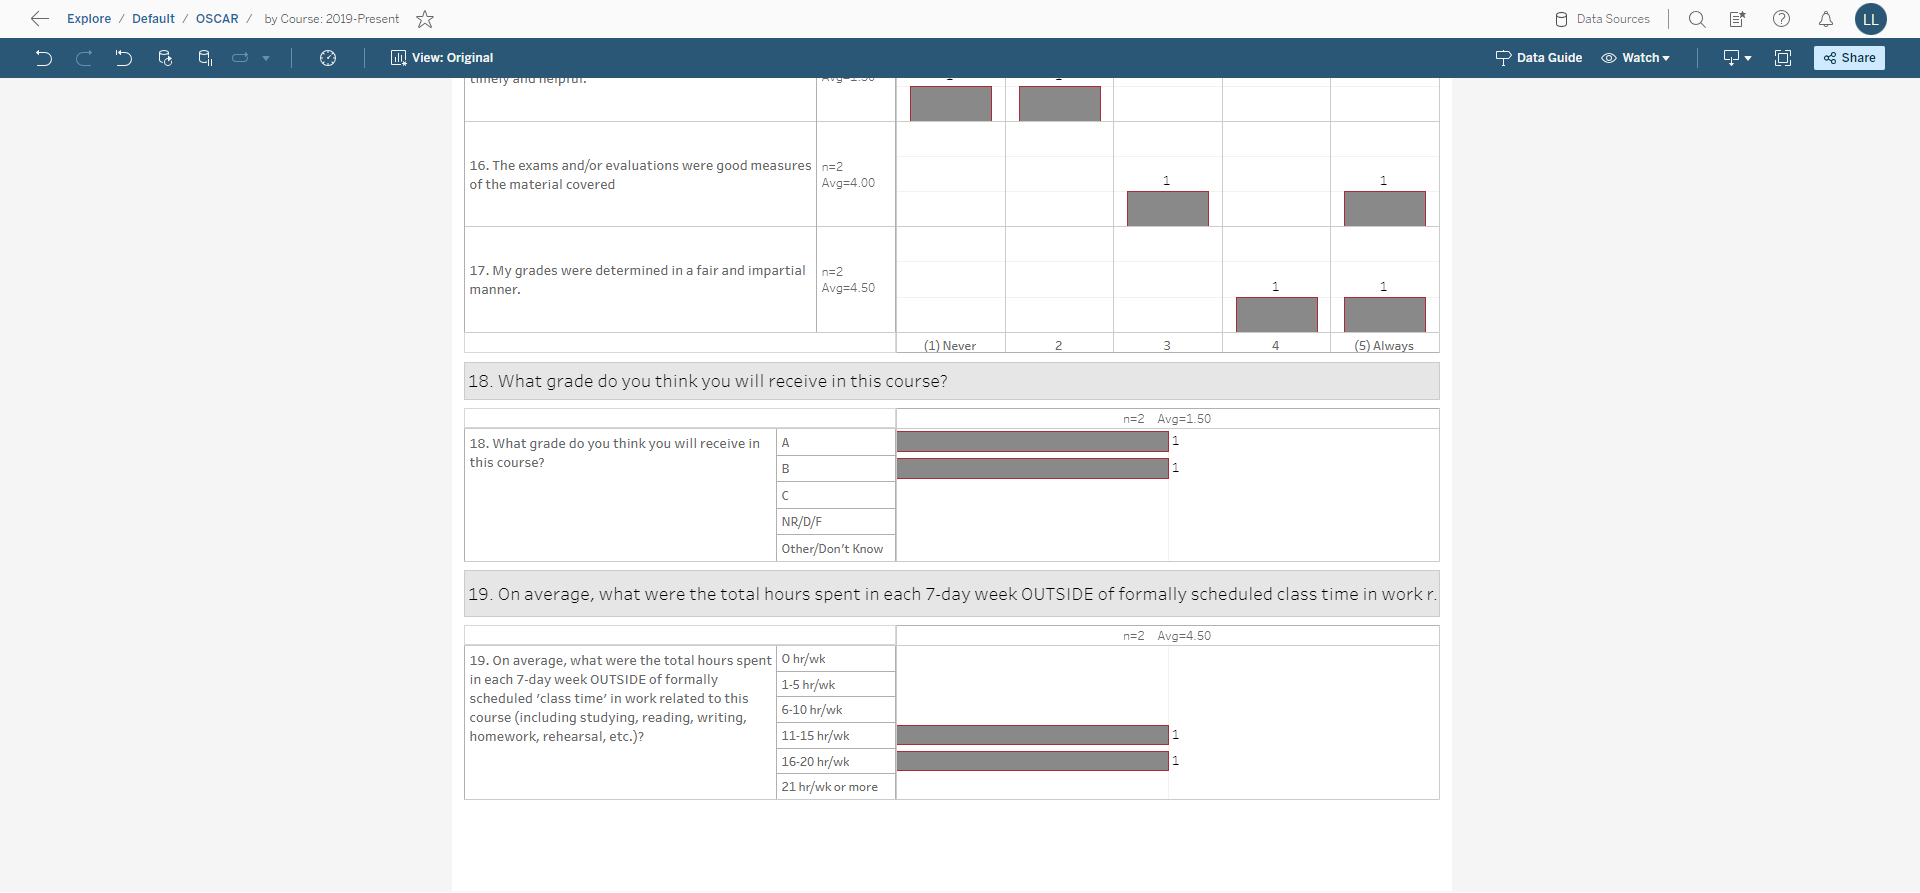 Explore / Default / OSCAR / by Course: 2019-Present
Data Sources
LL
View: Original
Data Guide
Watch
Share
timely and helpful.
Avg=1.50
1 1
16. The exams and/or evaluations were good measures
of the material covered
n=2
Avg=4.00
1 1
17. My grades were determined in a fair and impartial
manner.
n=2
Avg=4.50
1 1
(1) Never 2 3 4 (5) Always
18. What grade do you think you will receive in this course?
n=2 Avg=1.50
18. What grade do you think you will receive in
this course?
A 1
B 1
C
NR/D/F
Other/Don't Know
19. On average, what were the total hours spent in each 7-day week OUTSIDE of formally scheduled class time in work r.
n=2 Avg=4.50
19. On average, what were the total hours spent
in each 7-day week OUTSIDE of formally
scheduled ‘class time’ in work related to this
course (including studying, reading, writing,
homework, rehearsal, etc.)?
0 hr/wk
1-5 hr/wk
6-10 hr/wk
11-15 hr/wk 1
16-20 hr/wk 1
21 hr/wk or more